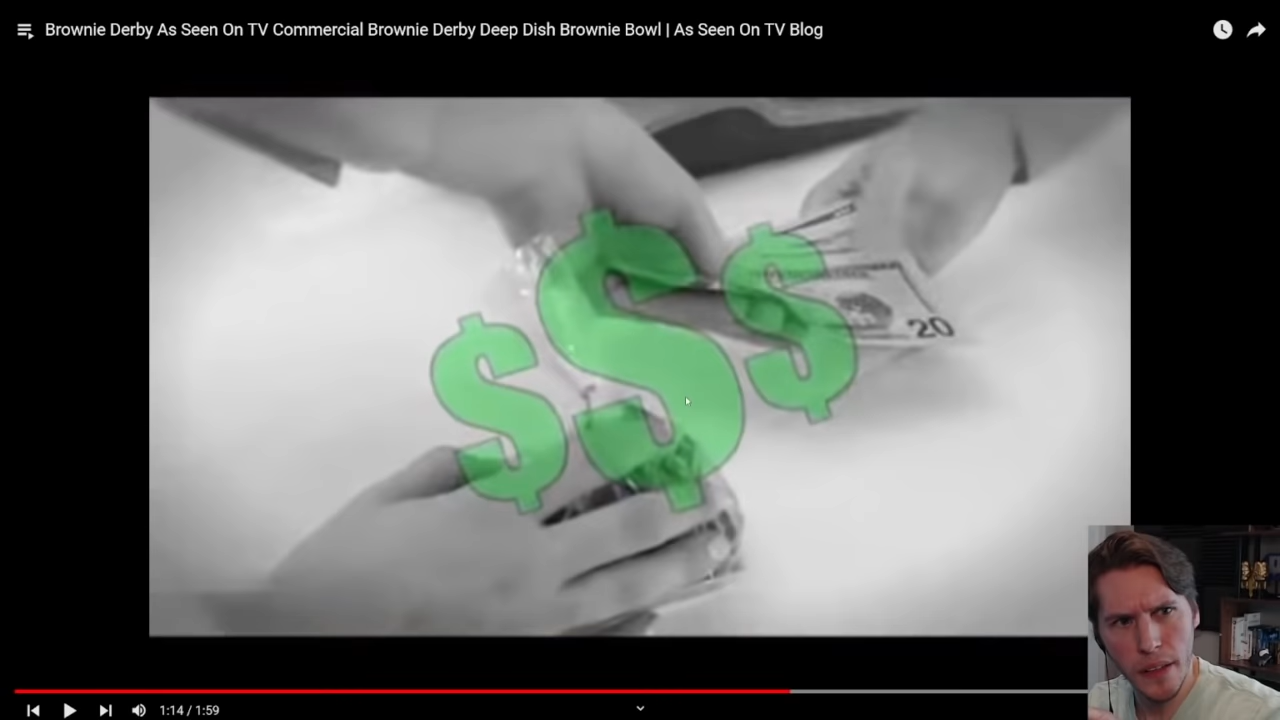 Brownie Derby As Seen On TV Commercial Brownie Derby Deep Dish Brownie Bowl | As Seen On TV Blog
$ $ $
20
1:14 / 1:59